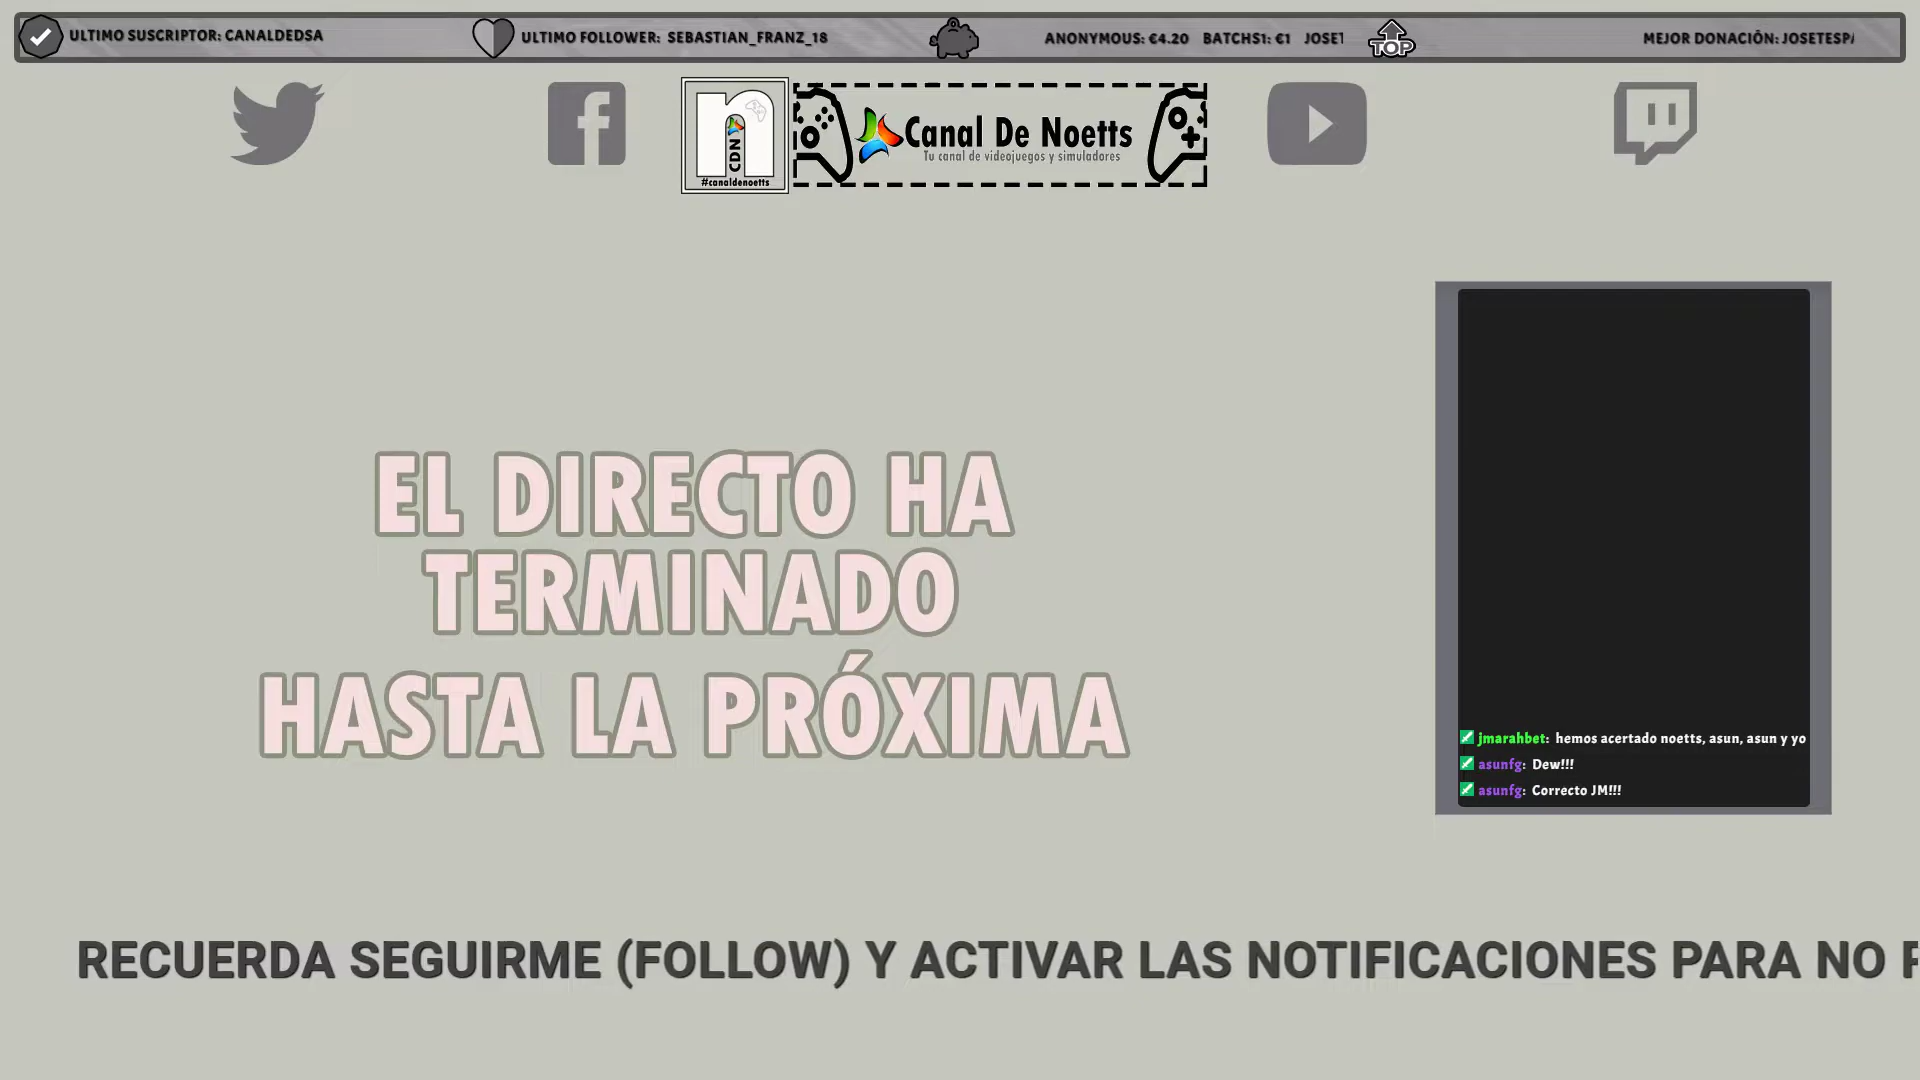 ULTIMO SUSCRIPTOR: CANALDEDSA
ULTIMO FOLLOWER: SEBASTIAN_FRANZ_18
ANONYMOUS: €4.20 BATCHS1: €1 JOSET
TOP
MEJOR DONACIÓN: JOSETESPA
n
CDN
#canaldenoetts
Canal De Noetts
Tu canal de videojuegos y simuladores
EL DIRECTO HA
TERMINADO
HASTA LA PRÓXIMA
jmarahbet: hemos acertado noetts, asun, asun y yo
asunfg: Dew!!!
asunfg: Correcto JM!!!
RECUERDA SEGUIRME (FOLLOW) Y ACTIVAR LAS NOTIFICACIONES PARA NO